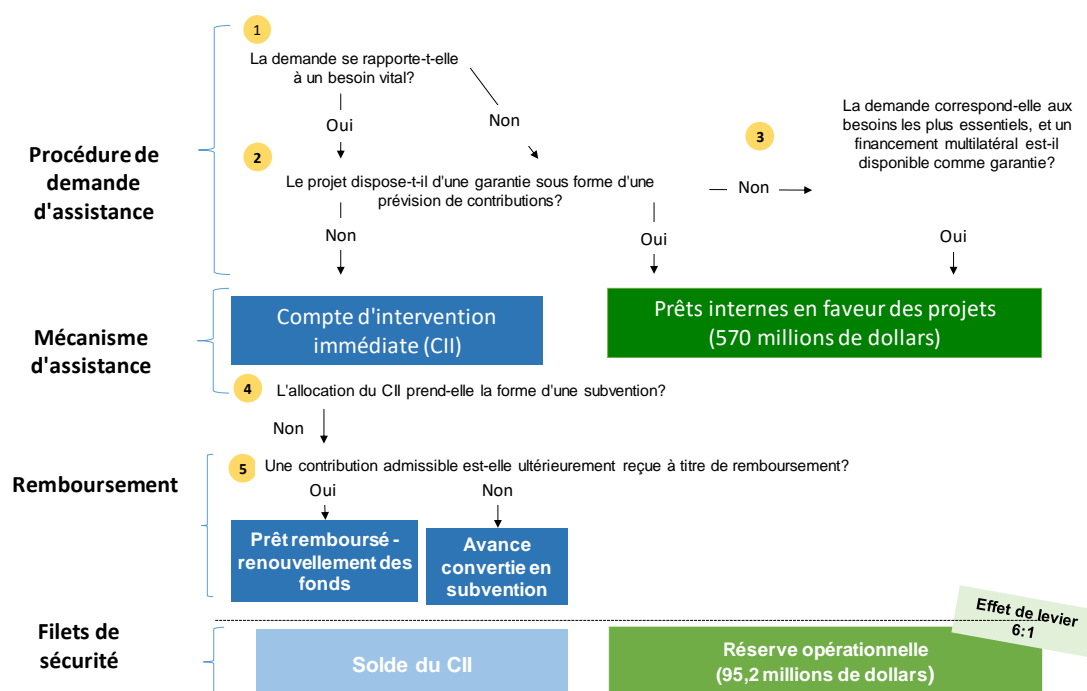 1
La demande se rapporte-t-elle
à un besoin vital?
Oui
Non
Procédure de
demande
d'assistance
2
Le projet dispose-t-il d'une garantie sous forme d'une
prévision de contributions?
Non
3
La demande correspond-elle aux
besoins les plus essentiels, et un
financement multilatéral est-il
disponible comme garantie?
Non
Oui
Oui
Mécanisme
d'assistance
Compte d'intervention
immédiate (CII)
Prêts internes en faveur des projets
(570 millions de dollars)
4
L'allocation du CII prend-elle la forme d'une subvention?
Non
Remboursement
5
Une contribution admissible est-elle ultérieurement reçue à titre de remboursement?
Oui
Non
Prêt remboursé -
renouvellement des
fonds
Avance
convertie en
subvention
Effet de levier
6:1
Filets de
sécurité
Solde du CII
Réserve opérationnelle
(95,2 millions de dollars)